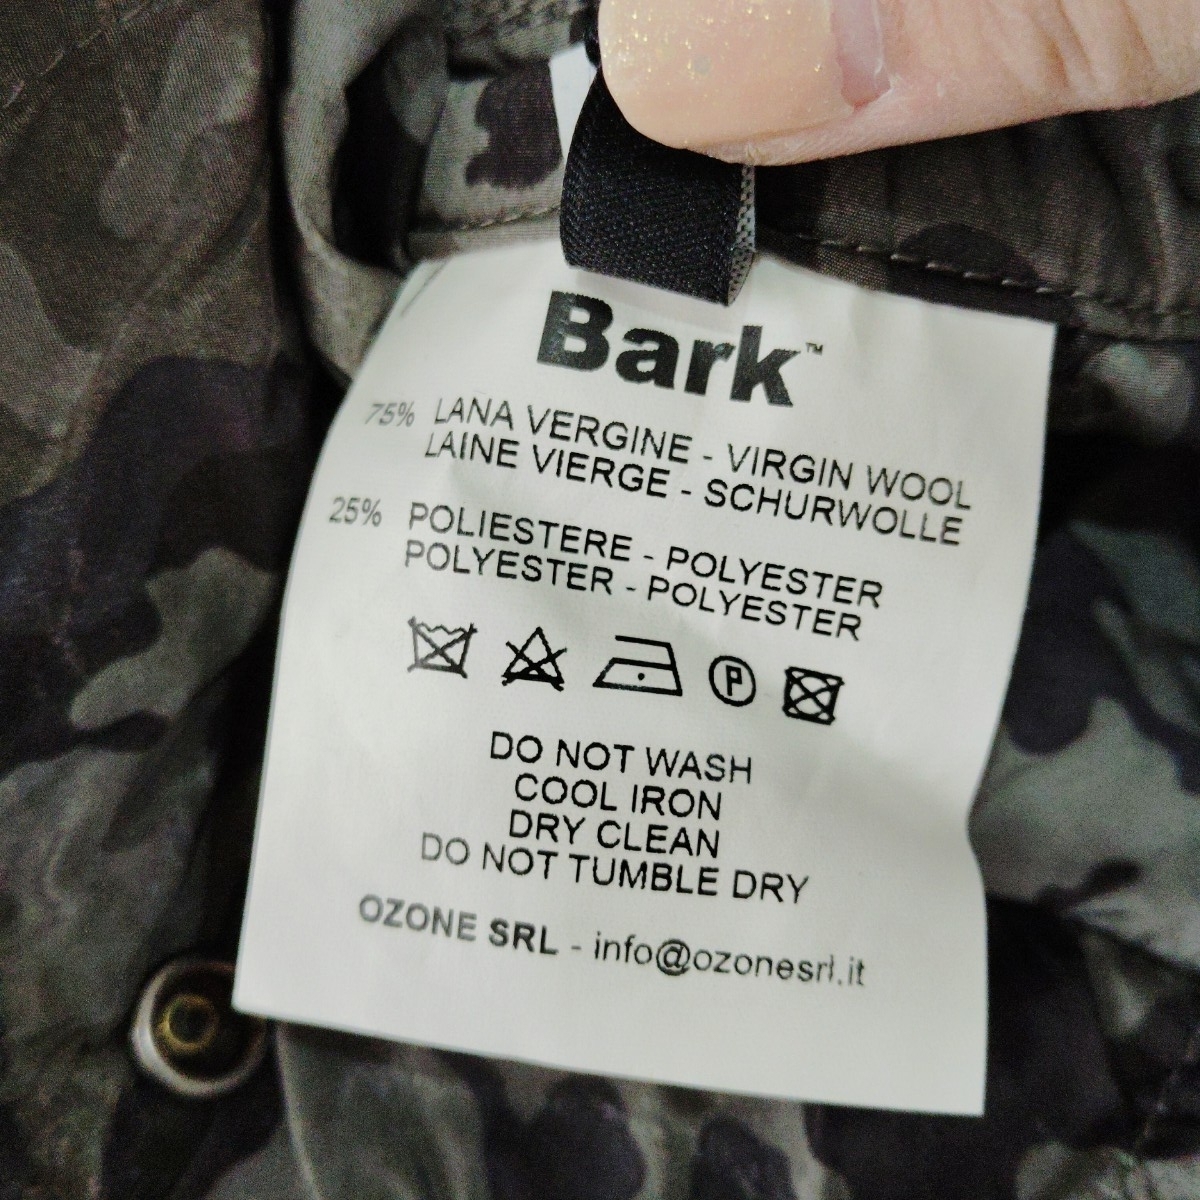 Bark™
75% LANA VERGINE - VIRGIN WOOL
LAINE VIERGE - SCHURWOLLE
25% POLIESTERE - POLYESTER
POLYESTER - POLYESTER
P
DO NOT WASH
COOL IRON
DRY CLEAN
DO NOT TUMBLE DRY
OZONE SRL - info@ozonesrl.it